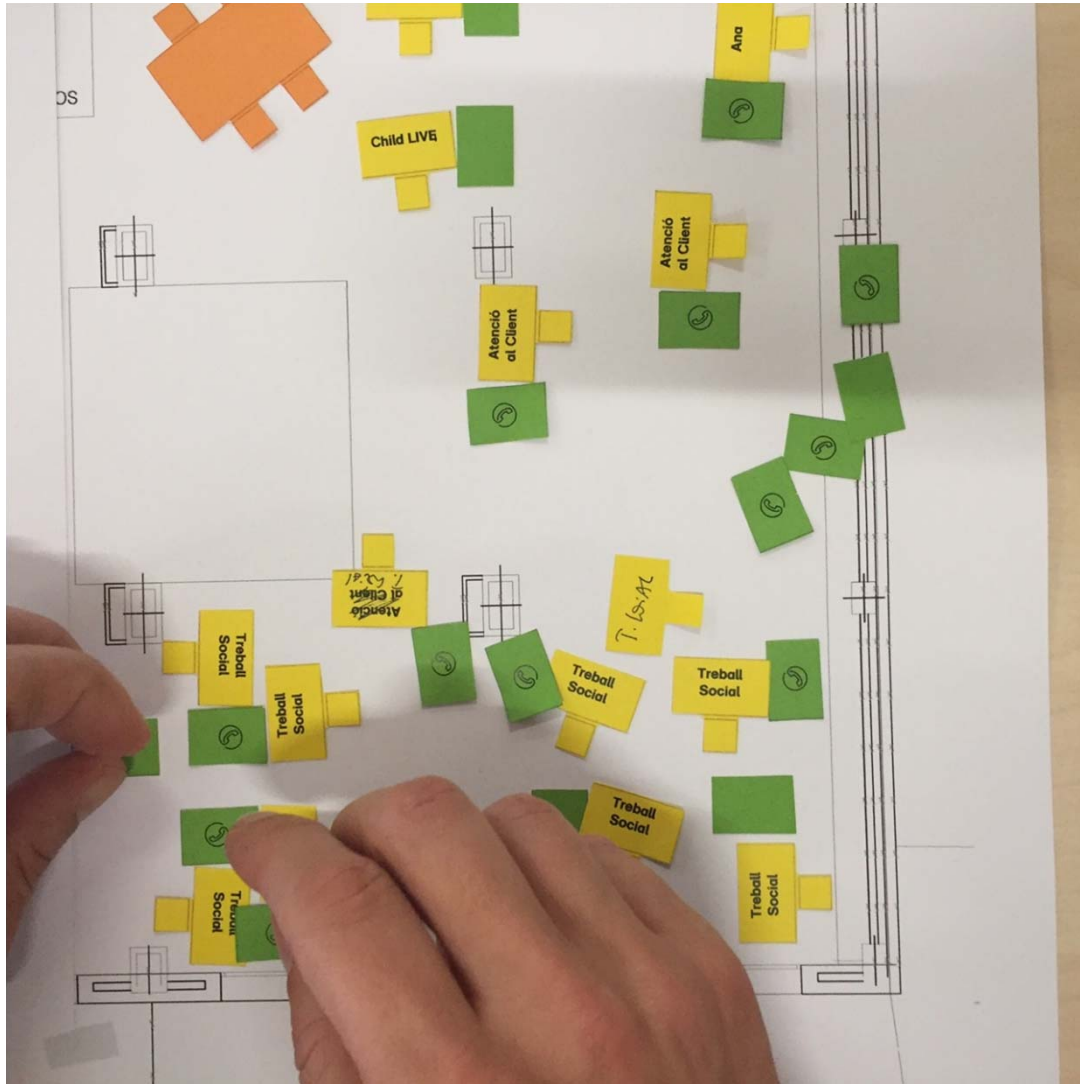 OS
Ana
Child LIVE
Atenció
al Client
Atenció
al Client
Atenció
al Client
T. Social
T. Social
Treball
Social
Treball
Social
Treball
Social
Treball
Social
Treball
Social
Treball
Social
Treball
Social